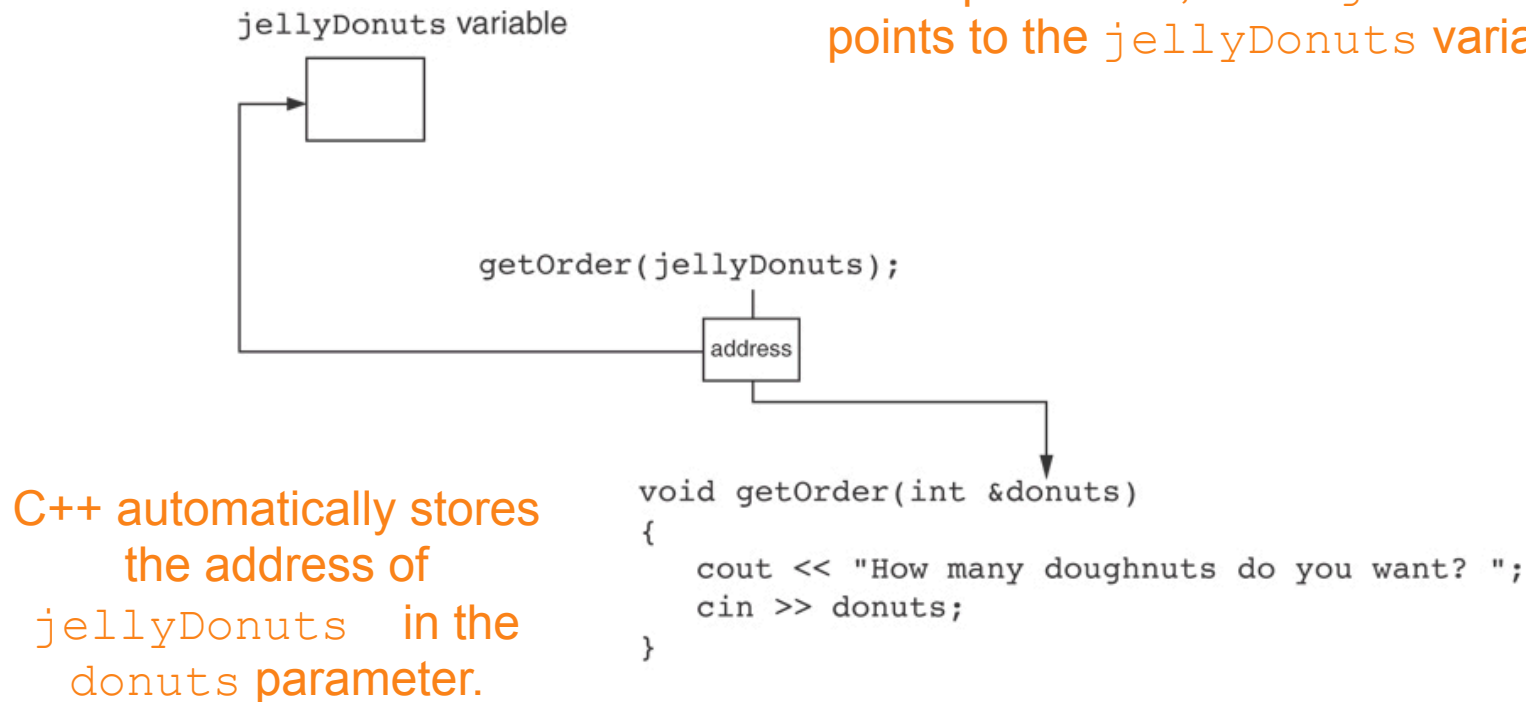 points to the jellyDonuts
jellyDonuts variable
getOrder(jellyDonuts);
address
C++ automatically stores
the address of
jellyDonuts in the
donuts parameter.
void getOrder(int &donuts)
{
cout << "How many doughnuts do you want? ";
cin >> donuts;
}